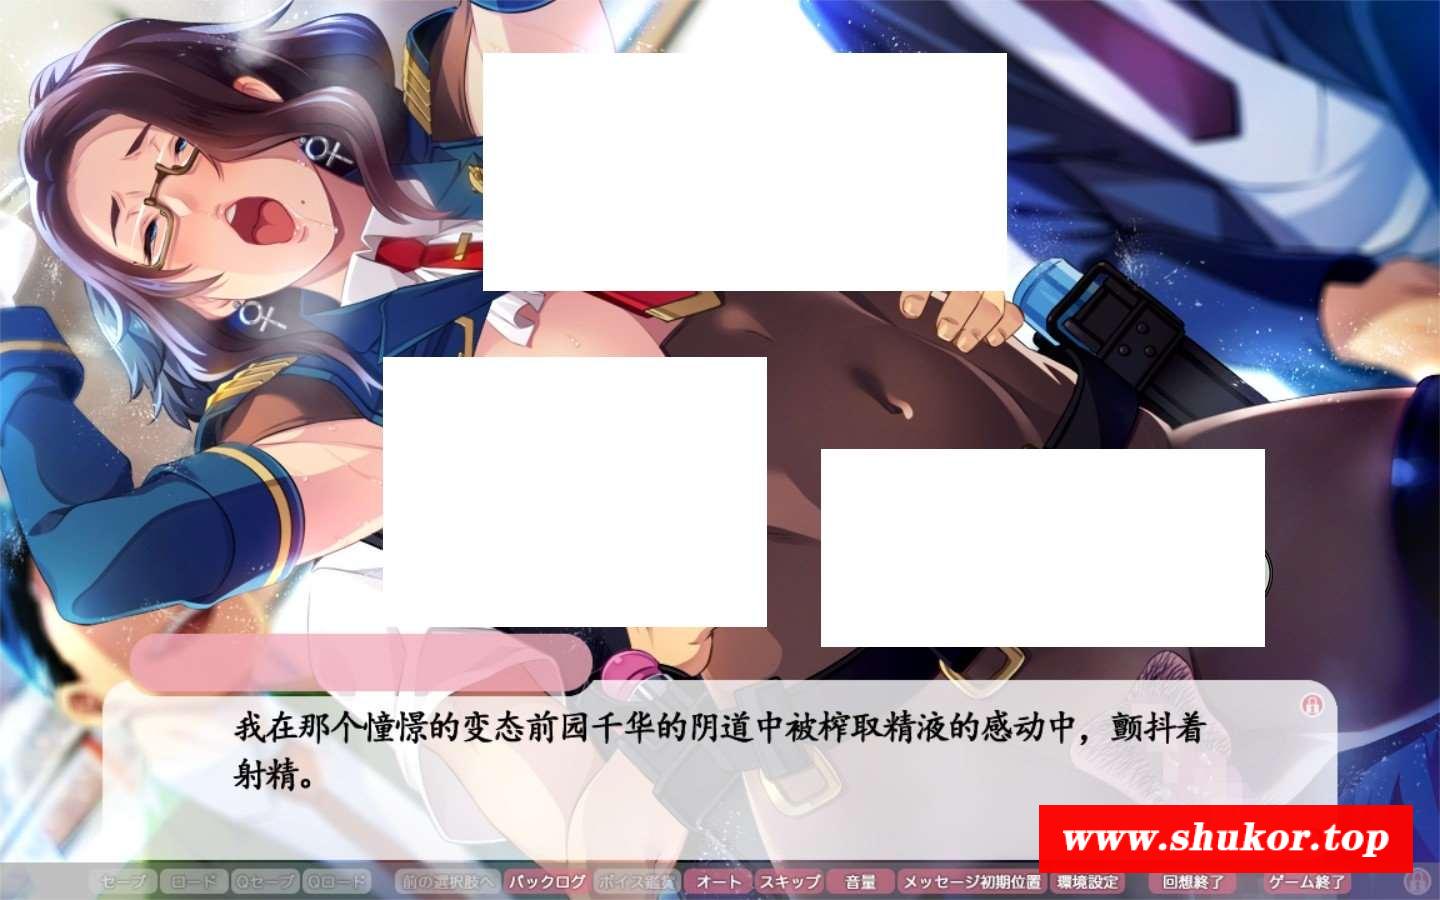 我在那个憧憬的变态前园千华的阴道中被榨取精液的感动中，颤抖着
射精。
www.shukor.top
セーブ ロード Qセーブ Qロード 前の選択肢へ バックログ ボイス鑑賞 オート スキップ 音量 メッセージ初期位置 環境設定 回想終了 ゲーム終了